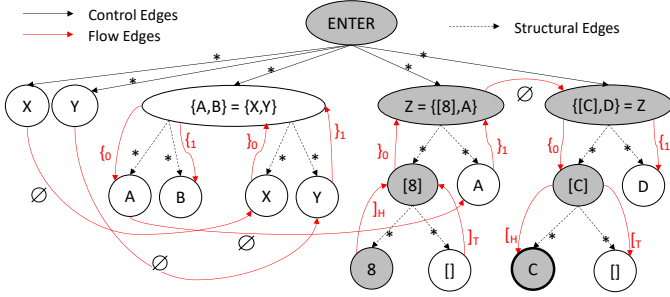 Control Edges
Flow Edges
ENTER
Structural Edges
* * * * *
X
Y
{A,B} = {X,Y}
Z = {[8],A}
∅
{[C],D} = Z
{₀ * * {₁ }₀ * * }₁
}₀ * * }₁
{₀ * * {₁
A
B
X
Y
[8]
A
[C]
D
∅
∅
∅
]H * * ]T
[H * * [T
8
[]
C
[]